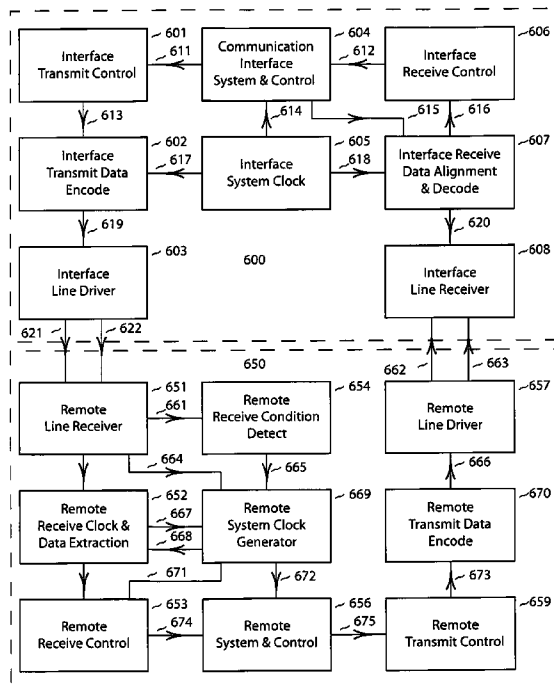 601
Interface
Transmit Control
611
604
Communication
Interface
System & Control
612
606
Interface
Receive Control
613
614
615
616
602
Interface
Transmit Data
Encode
617
605
Interface
System Clock
618
607
Interface Receive
Data Alignment
& Decode
619
620
603
Interface
Line Driver
600
608
Interface
Line Receiver
621
622
662
663
650
651
Remote
Line Receiver
661
654
Remote
Receive Condition
Detect
657
Remote
Line Driver
664
665
666
652
Remote
Receive Clock &
Data Extraction
667
668
669
Remote
System Clock
Generator
670
Remote
Transmit Data
Encode
671
672
673
653
Remote
Receive Control
674
656
Remote
System & Control
675
659
Remote
Transmit Control